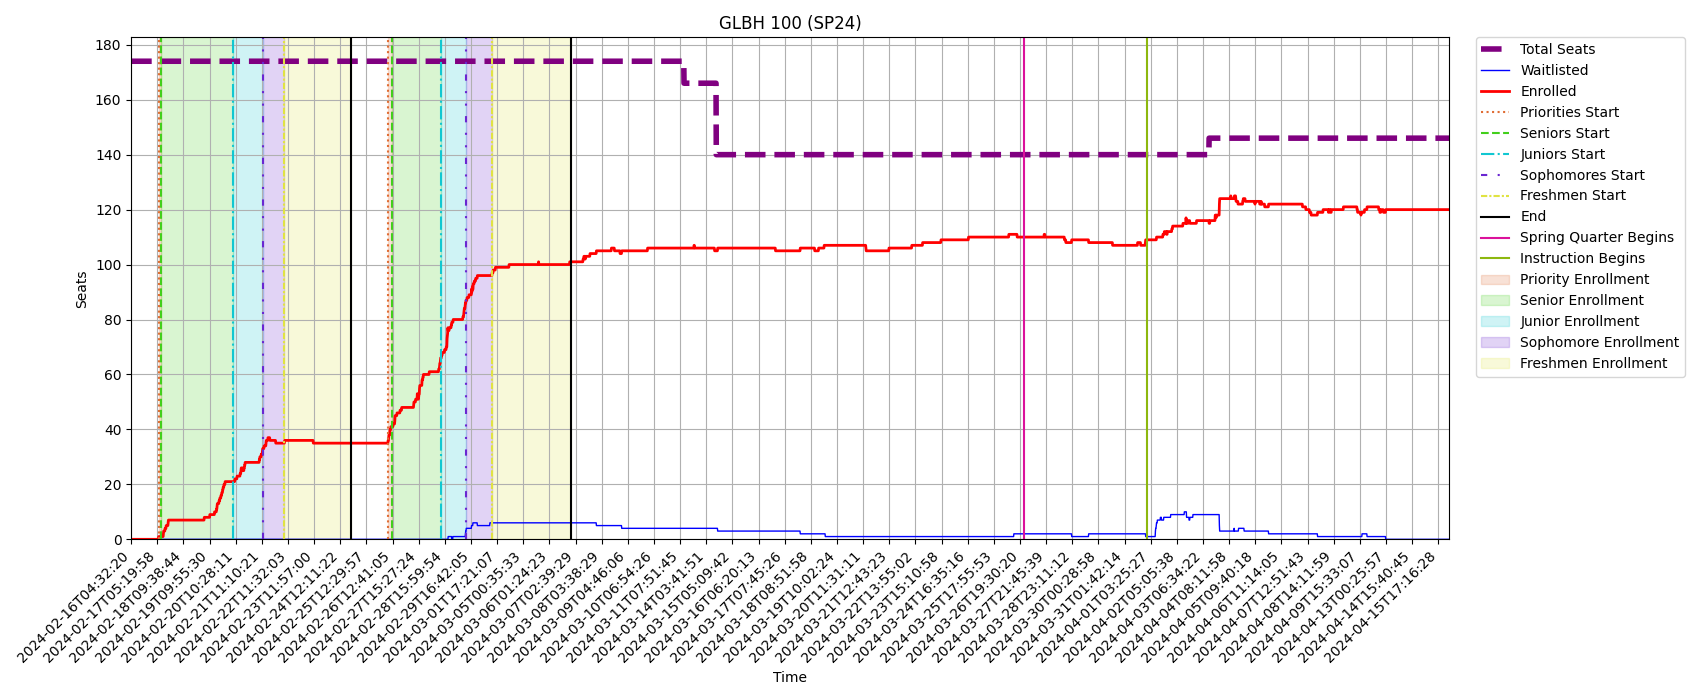 GLBH 100 (SP24)
Seats
180
160
140
120
100
80
60
40
20
0
2024-02-16T04:32:20
2024-02-17T05:19:58
2024-02-18T09:38:44
2024-02-19T09:55:30
2024-02-20T10:28:11
2024-02-21T11:10:21
2024-02-22T11:32:03
2024-02-23T11:57:00
2024-02-24T12:11:22
2024-02-25T12:29:57
2024-02-26T12:41:05
2024-02-27T15:27:24
2024-02-28T15:59:54
2024-02-29T16:42:05
2024-03-01T17:21:07
2024-03-05T00:35:33
2024-03-06T01:24:23
2024-03-07T02:39:29
2024-03-08T03:38:29
2024-03-09T04:46:06
2024-03-10T06:54:26
2024-03-11T07:51:45
2024-03-14T03:41:51
2024-03-15T05:09:42
2024-03-16T06:20:13
2024-03-17T07:45:26
2024-03-18T08:51:58
2024-03-19T11:02:24
2024-03-20T11:31:11
2024-03-21T12:43:23
2024-03-22T13:55:02
2024-03-23T15:10:58
2024-03-24T16:35:16
2024-03-25T17:55:53
2024-03-26T19:30:20
2024-03-27T21:45:39
2024-03-28T23:11:12
2024-03-30T00:28:58
2024-03-31T01:42:14
2024-04-01T03:25:27
2024-04-02T05:05:38
2024-04-03T06:34:22
2024-04-04T08:11:58
2024-04-05T09:40:18
2024-04-06T11:14:05
2024-04-07T12:51:43
2024-04-08T14:11:59
2024-04-09T15:33:07
2024-04-13T00:25:57
2024-04-14T15:40:45
2024-04-15T17:16:28
Time
Total Seats
Waitlisted
Enrolled
Priorities Start
Seniors Start
Juniors Start
Sophomores Start
Freshmen Start
End
Spring Quarter Begins
Instruction Begins
Priority Enrollment
Senior Enrollment
Junior Enrollment
Sophomore Enrollment
Freshmen Enrollment